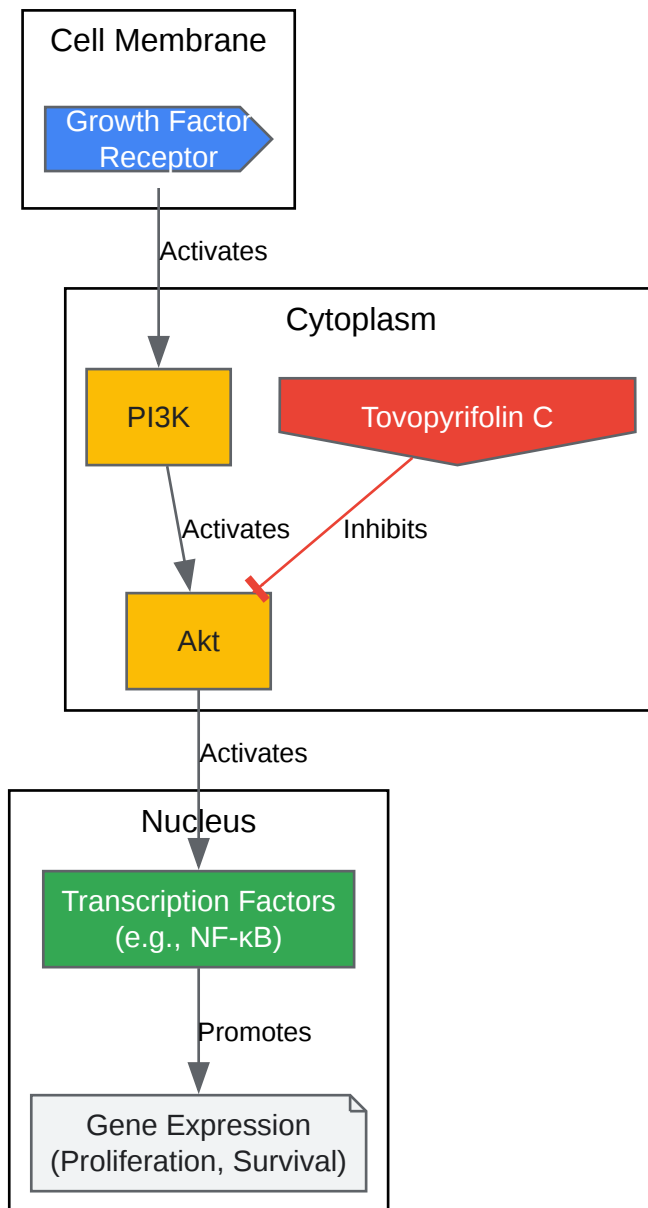 Cell Membrane
Growth Factor
Receptor
Activates
Cytoplasm
PI3K
Tovopyrifolin C
Activates
Inhibits
Akt
Activates
Nucleus
Transcription Factors
(e.g., NF-κB)
Promotes
Gene Expression
(Proliferation, Survival)